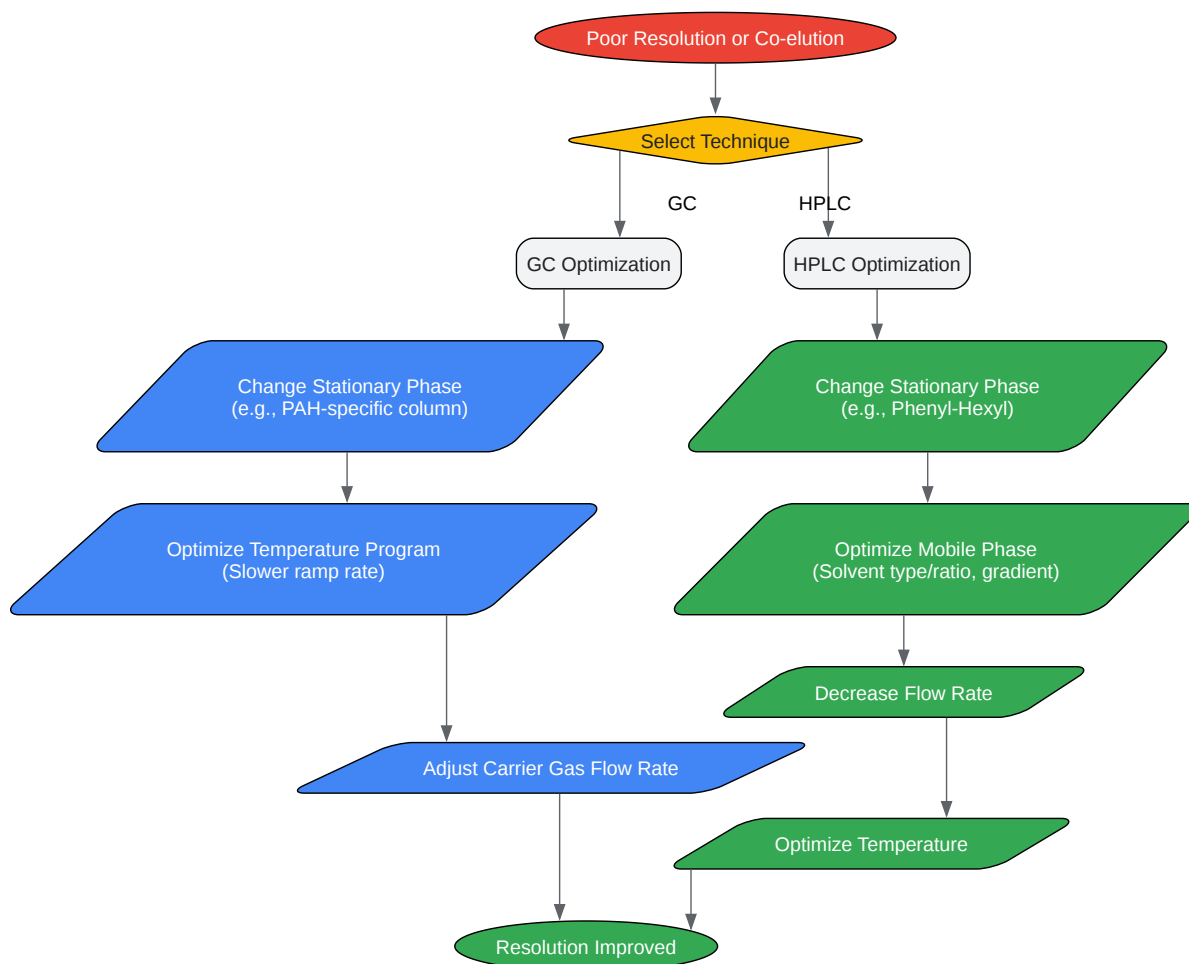 Poor Resolution or Co-elution
Select Technique
GC
HPLC
GC Optimization
HPLC Optimization
Change Stationary Phase
(e.g., PAH-specific column)
Change Stationary Phase
(e.g., Phenyl-Hexyl)
Optimize Temperature Program
(Slower ramp rate)
Optimize Mobile Phase
(Solvent type/ratio, gradient)
Decrease Flow Rate
Adjust Carrier Gas Flow Rate
Optimize Temperature
Resolution Improved